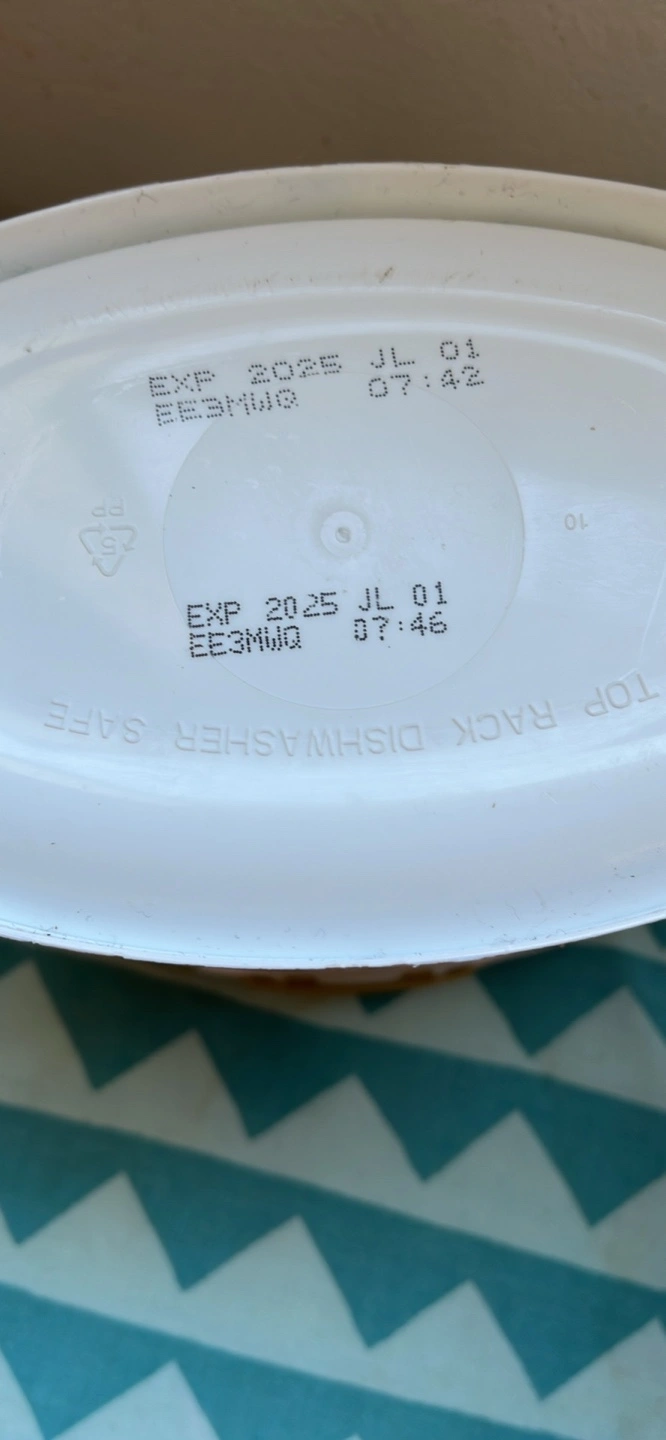 EXP 2025 JL 01
EE3MWQ 07:42
PP
5
10
EXP 2025 JL 01
EE3MWQ 07:46
TOP RACK DISHWASHER SAFE